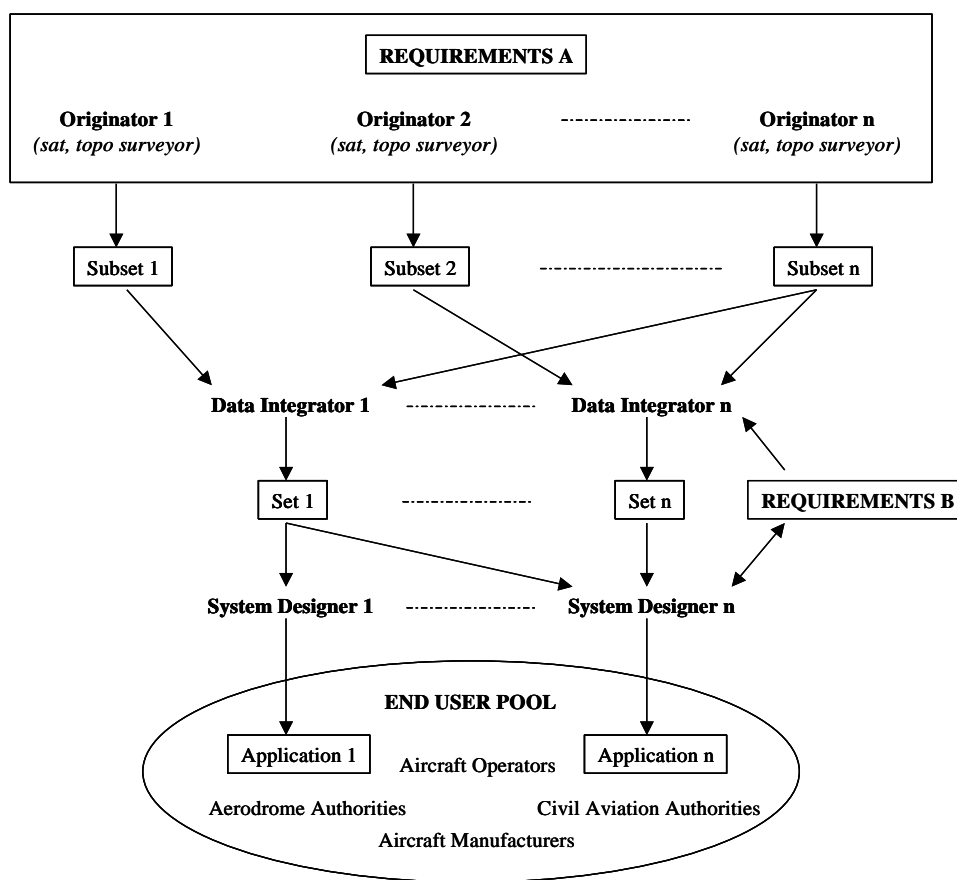 REQUIREMENTS A
Originator 1
(sat, topo surveyor)
Originator 2
(sat, topo surveyor)
Originator n
(sat, topo surveyor)
Subset 1
Subset 2
Subset n
Data Integrator 1
Data Integrator n
Set 1
Set n
REQUIREMENTS B
System Designer 1
System Designer n
END USER POOL
Application 1
Application n
Aircraft Operators
Aerodrome Authorities
Civil Aviation Authorities
Aircraft Manufacturers